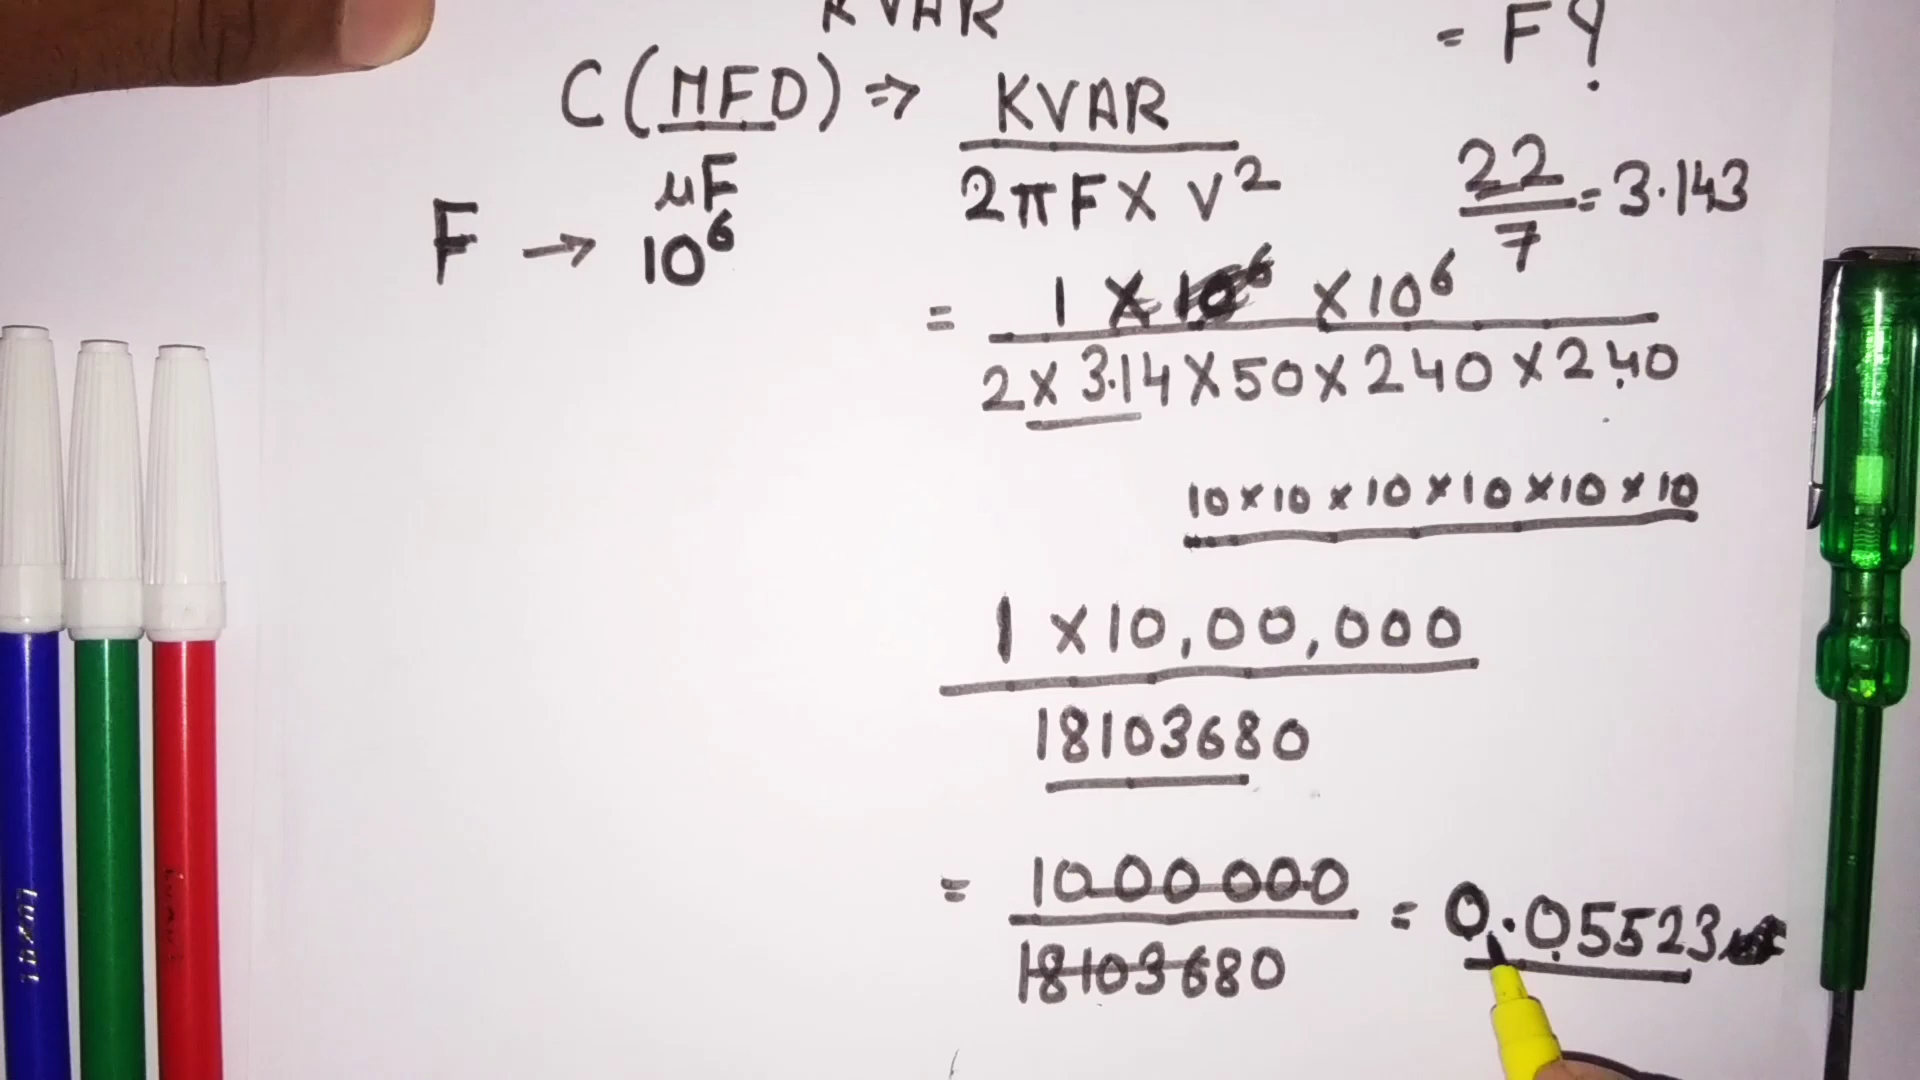 KVAR
= F?
C (MFD) ⇒ KVAR
2πF X V²
μF
F → 10⁶
22
7
= 3.143
= 1 X 10⁶ X 10⁶
2 X 3.14 X 50 X 240 X 240
10 X 10 X 10 X 10 X 10 X 10
1 X 10,00,000
18103680
= 1000000
18103680
= 0.05523
LUXOR